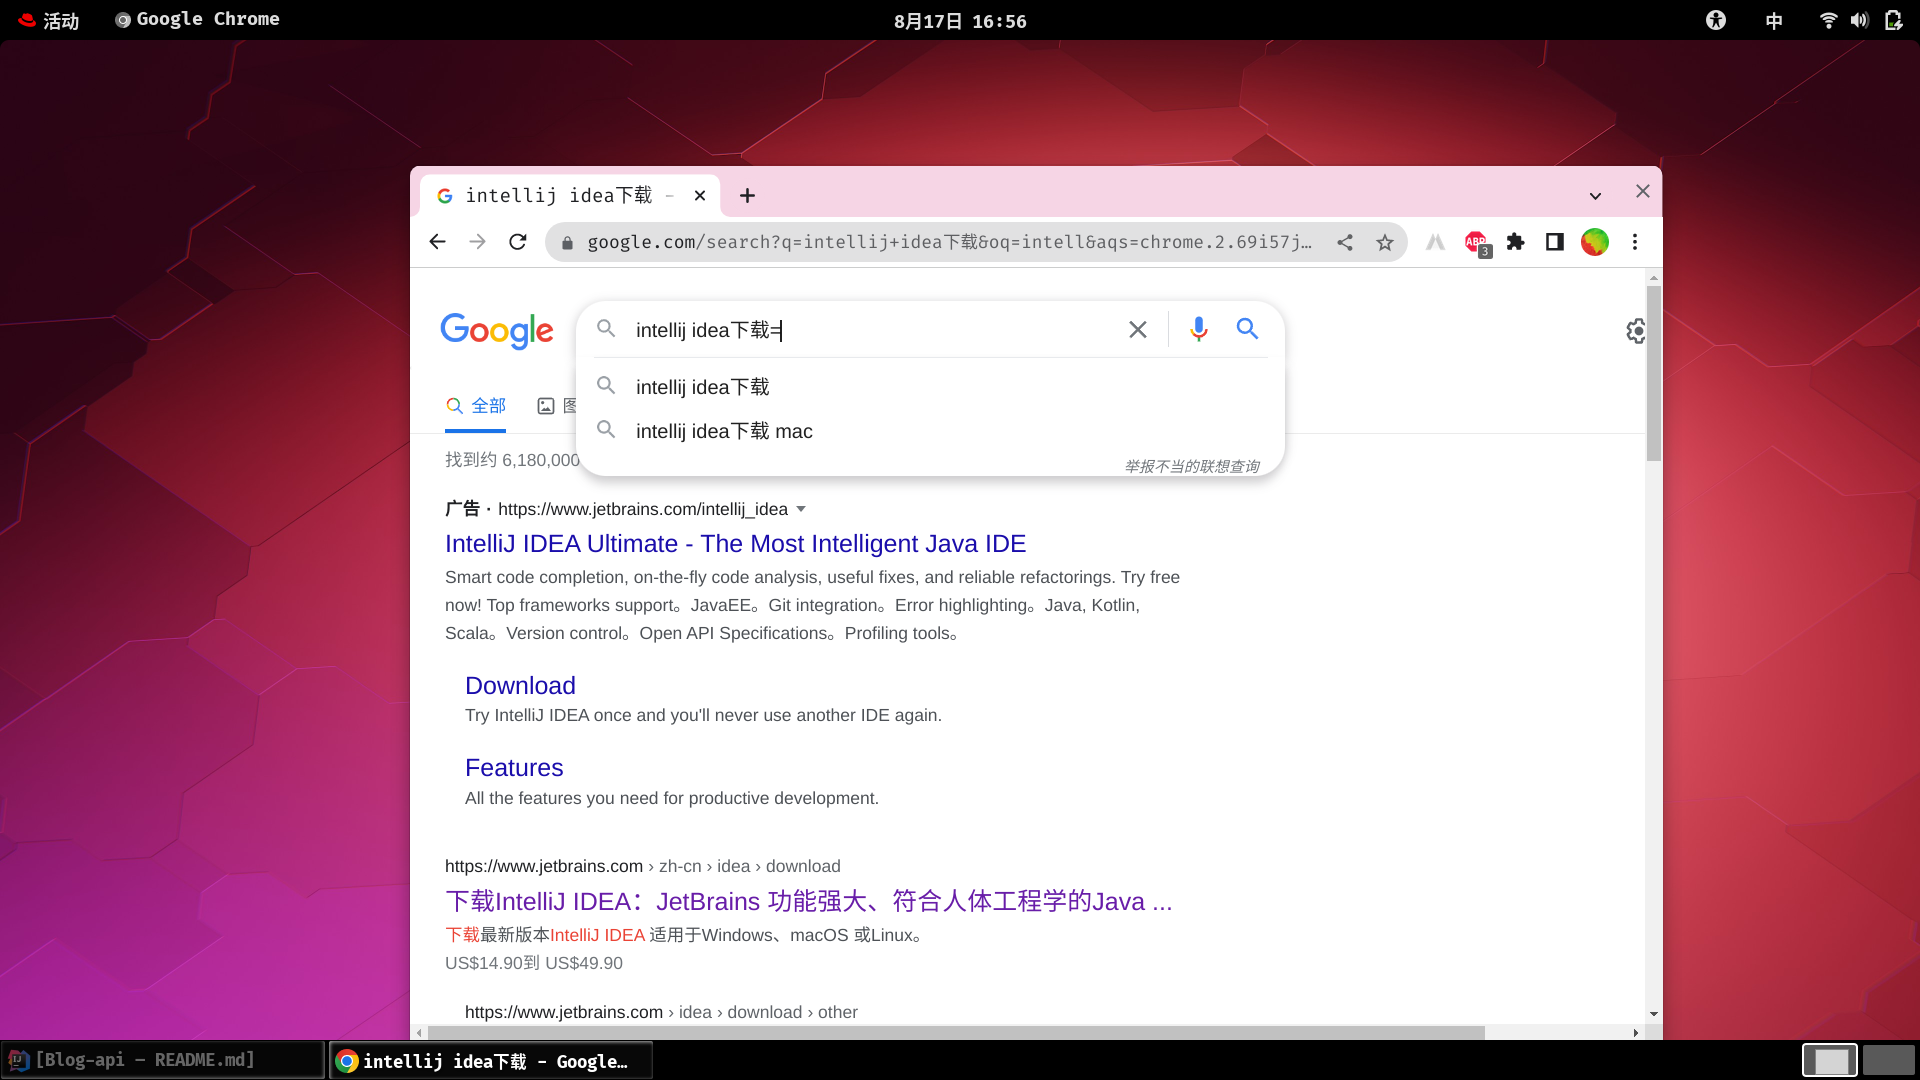 活动 Google Chrome 8月17日 16:56 中
intellij idea下载 -
google.com/search?q=intellij+idea下载&oq=intell&aqs=chrome.2.69i57j… ABP 3
Google intellij idea下载=
intellij idea下载
全部 图
intellij idea下载 mac
找到约 6,180,000
举报不当的联想查询
广告 · https://www.jetbrains.com/intellij_idea
IntelliJ IDEA Ultimate - The Most Intelligent Java IDE
Smart code completion, on-the-fly code analysis, useful fixes, and reliable refactorings. Try free
now! Top frameworks support。JavaEE。Git integration。Error highlighting。Java, Kotlin,
Scala。Version control。Open API Specifications。Profiling tools。
Download
Try IntelliJ IDEA once and you'll never use another IDE again.
Features
All the features you need for productive development.
https://www.jetbrains.com › zh-cn › idea › download
下载IntelliJ IDEA：JetBrains 功能强大、符合人体工程学的Java ...
下载最新版本IntelliJ IDEA 适用于Windows、macOS 或Linux。
US$14.90到 US$49.90
https://www.jetbrains.com › idea › download › other
IJ [Blog-api – README.md] intellij idea下载 - Google…